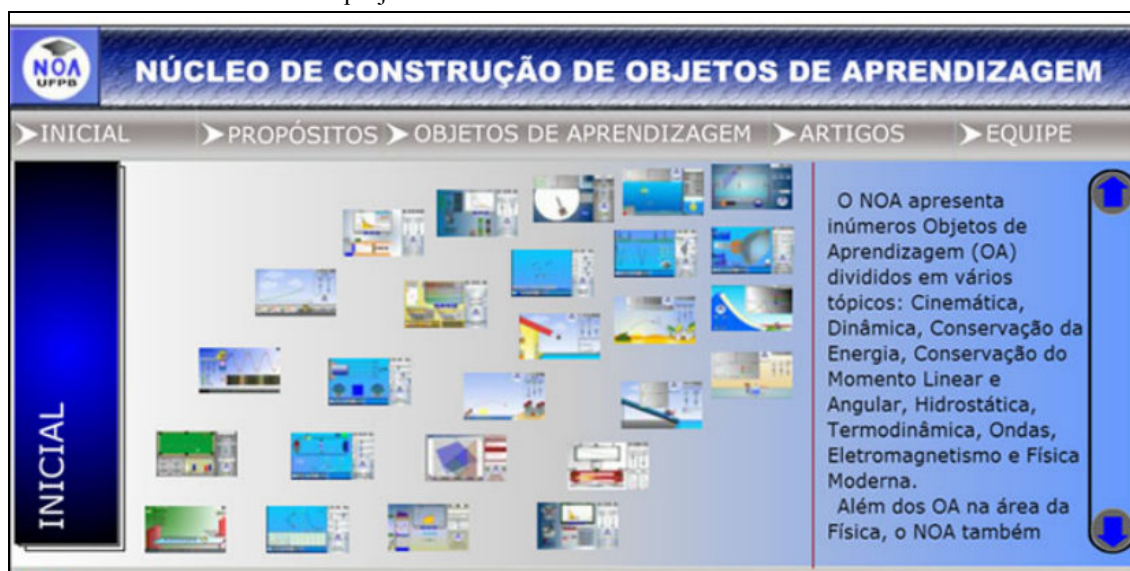 NOA
UFPB
NÚCLEO DE CONSTRUÇÃO DE OBJETOS DE APRENDIZAGEM
INICIAL PROPÓSITOS OBJETOS DE APRENDIZAGEM ARTIGOS EQUIPE
INICIAL
O NOA apresenta
inúmeros Objetos de
Aprendizagem (OA)
divididos em vários
tópicos: Cinemática,
Dinâmica, Conservação da
Energia, Conservação do
Momento Linear e
Angular, Hidrostática,
Termodinâmica, Ondas,
Eletromagnetismo e Física
Moderna.
Além dos OA na área da
Física, o NOA também